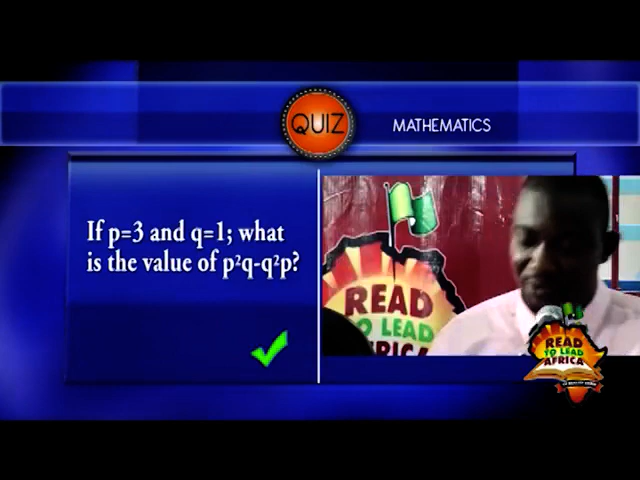 QUIZ
MATHEMATICS
If p=3 and q=1; what
is the value of p²q-q²p?
READ
TO LEAD
AFRICA
READ
TO LEAD
AFRICA